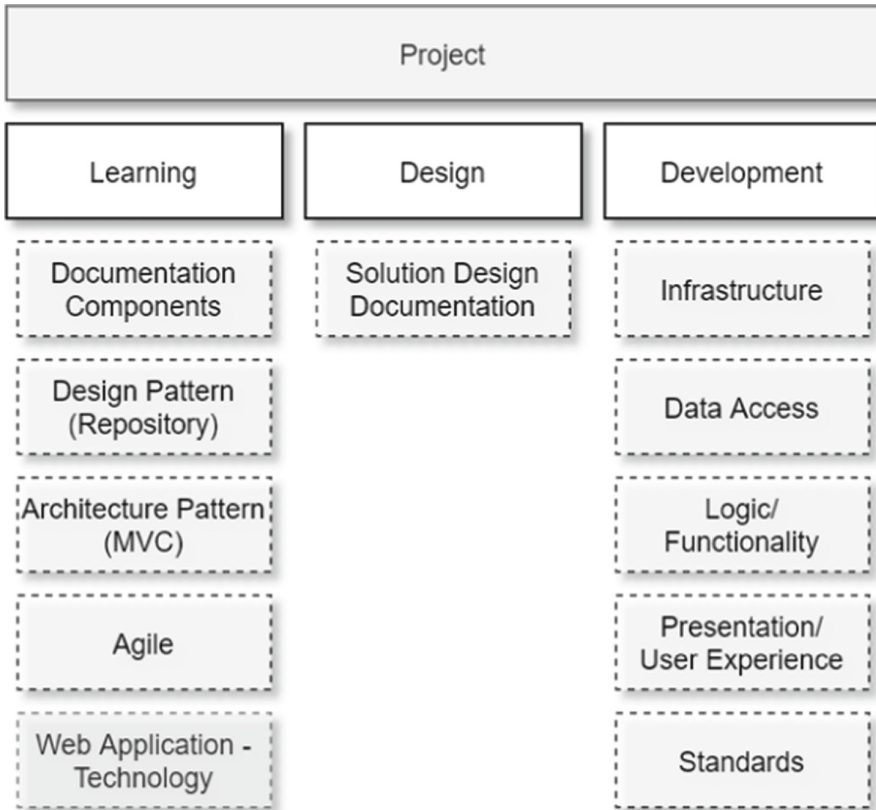 Project
Learning
Design
Development
Documentation
Components
Solution Design
Documentation
Infrastructure
Design Pattern
(Repository)
Data Access
Architecture Pattern
(MVC)
Logic/
Functionality
Agile
Presentation/
User Experience
Web Application -
Technology
Standards